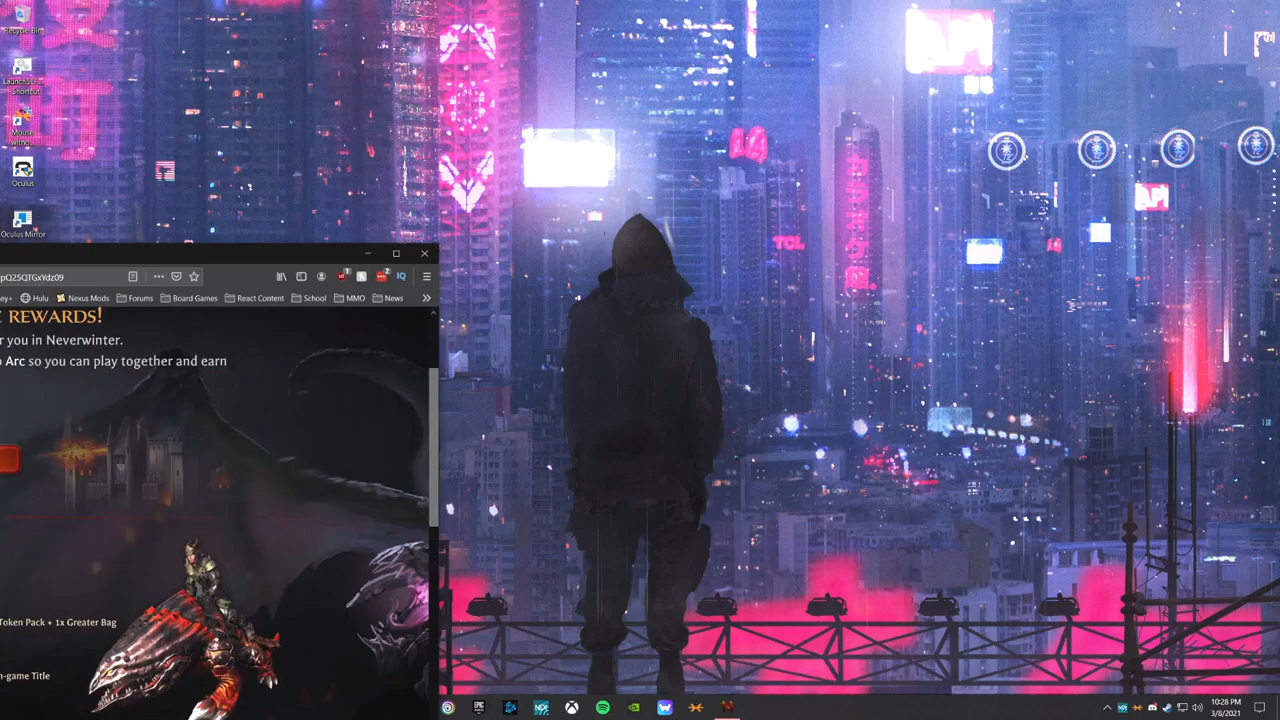 Recycle Bin
Shortcut
Mouse
Oculus
Oculus Mirror
pQ25QTGxYdz09
Hulu
Nexus Mods
Forums
Board Games
React Content
School
MMO
News
REWARDS!
r you in Neverwinter.
o Arc so you can play together and earn
Token Pack + 1x Greater Bag
n-game Title
TCL
10:28 PM
3/8/2021